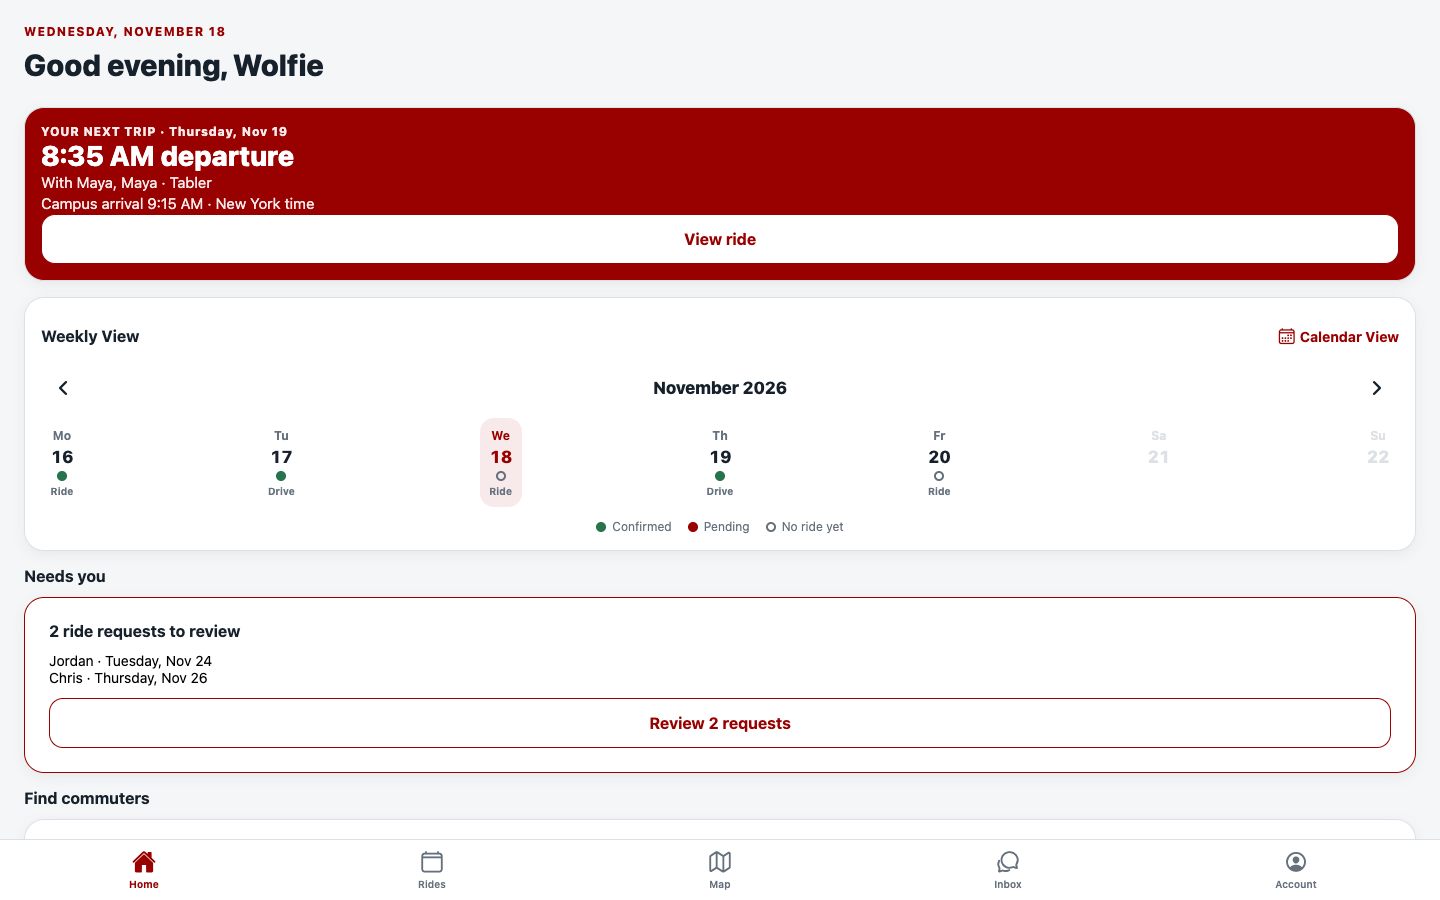 WEDNESDAY, NOVEMBER 18
Good evening, Wolfie
YOUR NEXT TRIP · Thursday, Nov 19
8:35 AM departure
With Maya, Maya · Tabler
Campus arrival 9:15 AM · New York time
View ride
Weekly View
Calendar View
November 2026
Mo Tu We Th Fr Sa Su
16 17 18 19 20 21 22
Ride Drive Ride Drive Ride
Confirmed Pending No ride yet
Needs you
2 ride requests to review
Jordan · Tuesday, Nov 24
Chris · Thursday, Nov 26
Review 2 requests
Find commuters
Home Rides Map Inbox Account